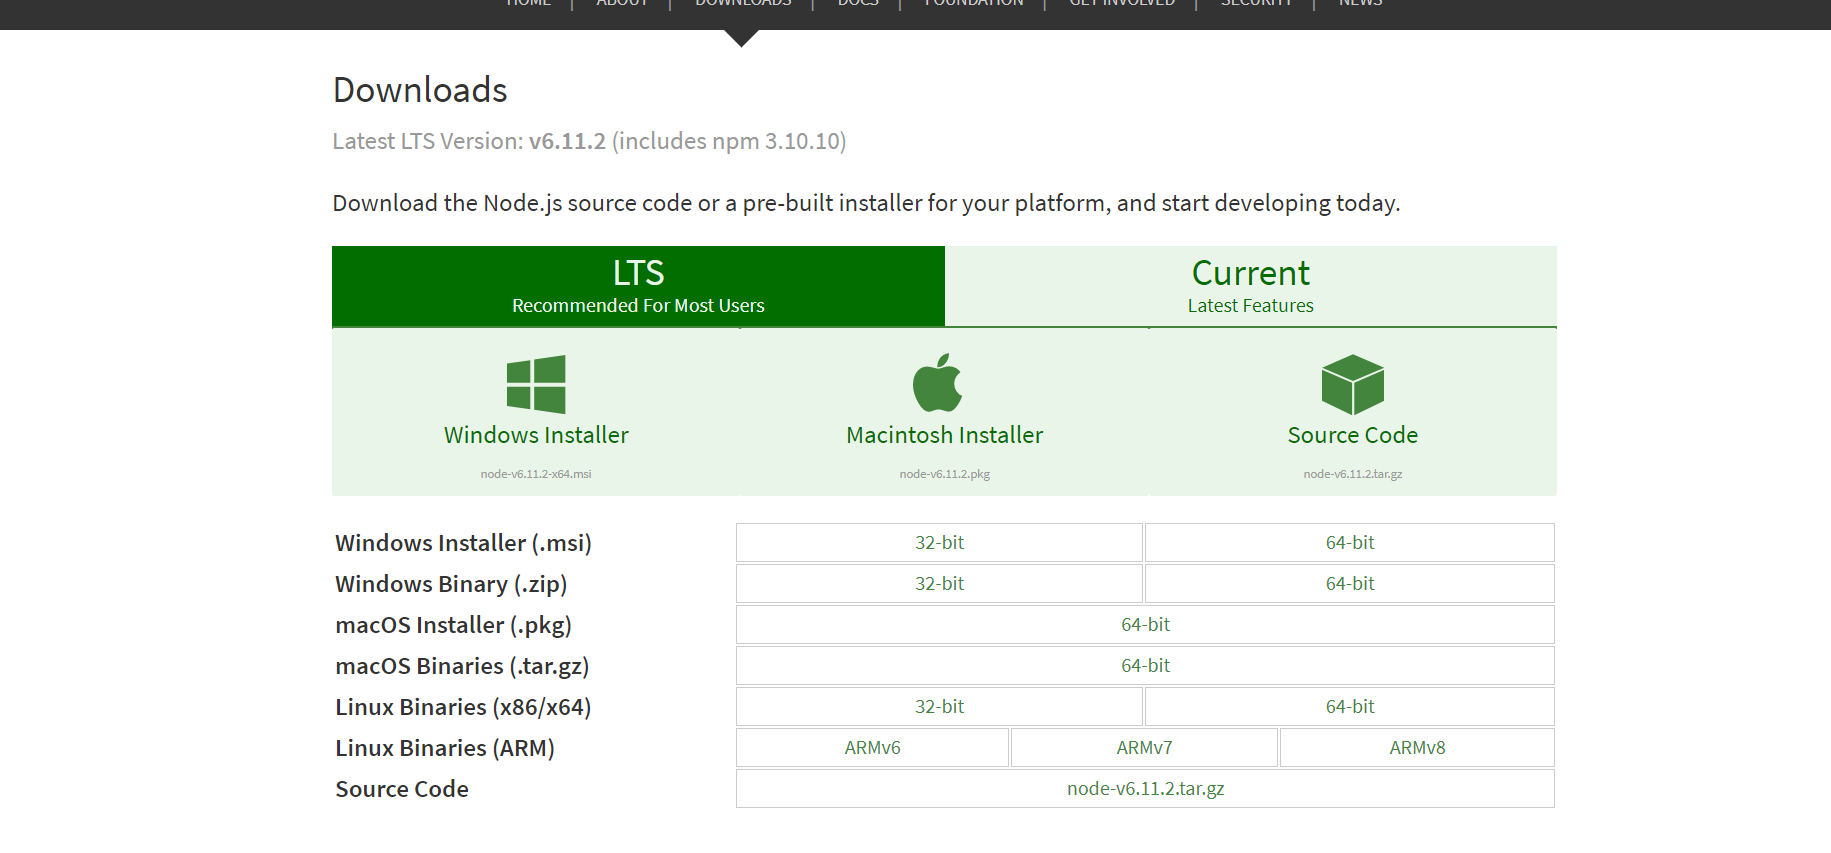 HOME | ABOUT | DOWNLOADS | DOCS | FOUNDATION | GET INVOLVED | SECURITY | NEWS
Downloads
Latest LTS Version: v6.11.2 (includes npm 3.10.10)
Download the Node.js source code or a pre-built installer for your platform, and start developing today.
LTS
Recommended For Most Users
Current
Latest Features
Windows Installer
node-v6.11.2-x64.msi
Macintosh Installer
node-v6.11.2.pkg
Source Code
node-v6.11.2.tar.gz
Windows Installer (.msi) 32-bit 64-bit
Windows Binary (.zip) 32-bit 64-bit
macOS Installer (.pkg) 64-bit
macOS Binaries (.tar.gz) 64-bit
Linux Binaries (x86/x64) 32-bit 64-bit
Linux Binaries (ARM) ARMv6 ARMv7 ARMv8
Source Code node-v6.11.2.tar.gz